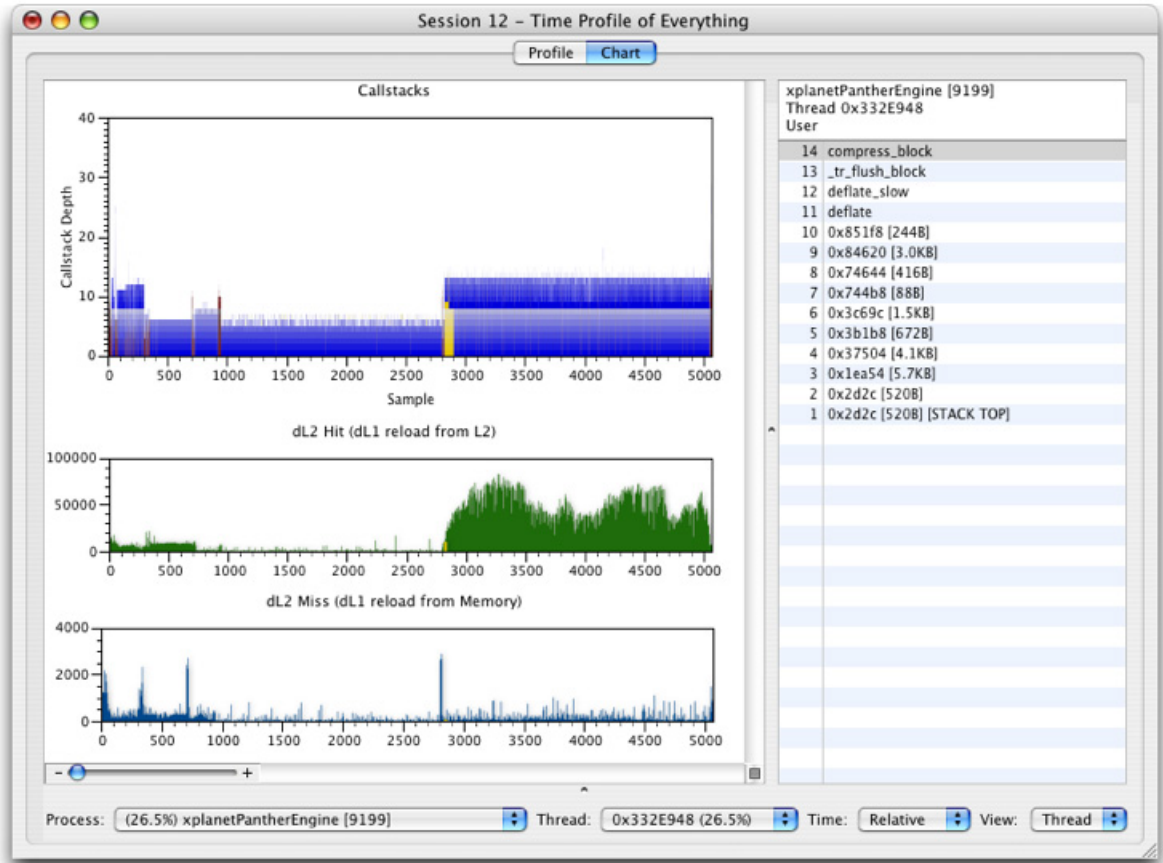 Session 12 – Time Profile of Everything
Profile Chart
Callstacks
Callstack Depth
40
30
20
10
0
0 500 1000 1500 2000 2500 3000 3500 4000 4500 5000
Sample
dL2 Hit (dL1 reload from L2)
100000
50000
0
0 500 1000 1500 2000 2500 3000 3500 4000 4500 5000
dL2 Miss (dL1 reload from Memory)
4000
2000
0
0 500 1000 1500 2000 2500 3000 3500 4000 4500 5000
- +
xplanetPantherEngine [9199]
Thread 0x332E948
User
14 compress_block
13 _tr_flush_block
12 deflate_slow
11 deflate
10 0x851f8 [244B]
9 0x84620 [3.0KB]
8 0x74644 [416B]
7 0x744b8 [88B]
6 0x3c69c [1.5KB]
5 0x3b1b8 [672B]
4 0x37504 [4.1KB]
3 0x1ea54 [5.7KB]
2 0x2d2c [520B]
1 0x2d2c [520B] [STACK TOP]
Process: (26.5%) xplanetPantherEngine [9199] Thread: 0x332E948 (26.5%) Time: Relative View: Thread